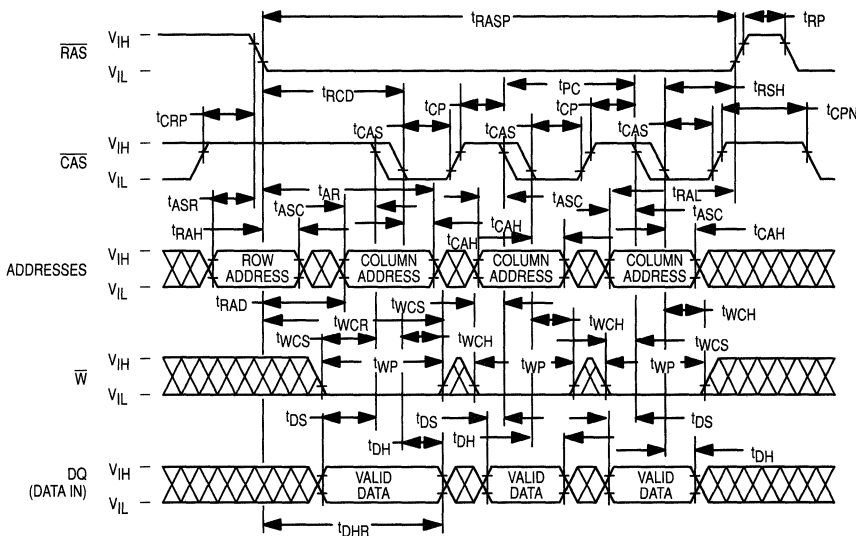 tRASP tRP
RAS VIH
VIL
tRCD tPC tRSH
tCRP tCP tCP tCPN
tCAS tCAS tCAS
CAS VIH
VIL
tASR tAR tASC tRAL
tASC tASC
tRAH tCAH tCAH tCAH
ADDRESSES VIH
VIL
ROW ADDRESS
COLUMN ADDRESS
COLUMN ADDRESS
COLUMN ADDRESS
tRAD tWCS
tWCR tWCH tWCH tWCH
tWCS tWCS
W VIH
VIL
tWP tWP tWP
tDS tDS tDS
tDH tDH tDH
DQ (DATA IN) VIH
VIL
VALID DATA
VALID DATA
VALID DATA
tDHR